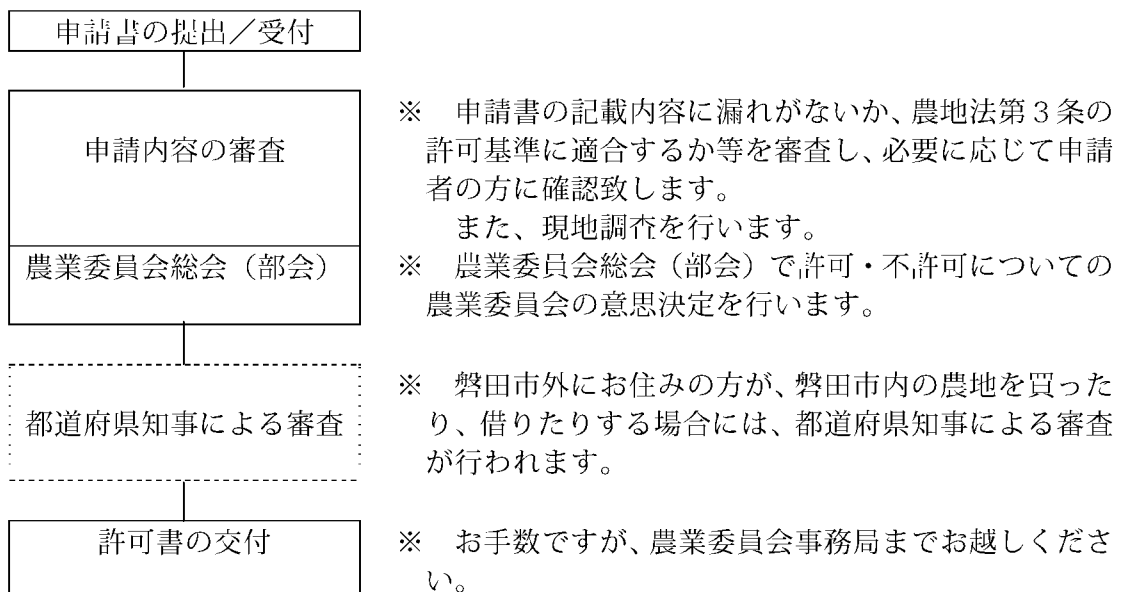 申請書の提出／受付
申請内容の審査
※　申請書の記載内容に漏れがないか、農地法第３条の
許可基準に適合するか等を審査し、必要に応じて申請
者の方に確認致します。
また、現地調査を行います。
農業委員会総会（部会）
※　農業委員会総会（部会）で許可・不許可についての
農業委員会の意思決定を行います。
都道府県知事による審査
※　磐田市外にお住みの方が、磐田市内の農地を買った
り、借りたりする場合には、都道府県知事による審査
が行われます。
許可書の交付
※　お手数ですが、農業委員会事務局までお越しくださ
い。